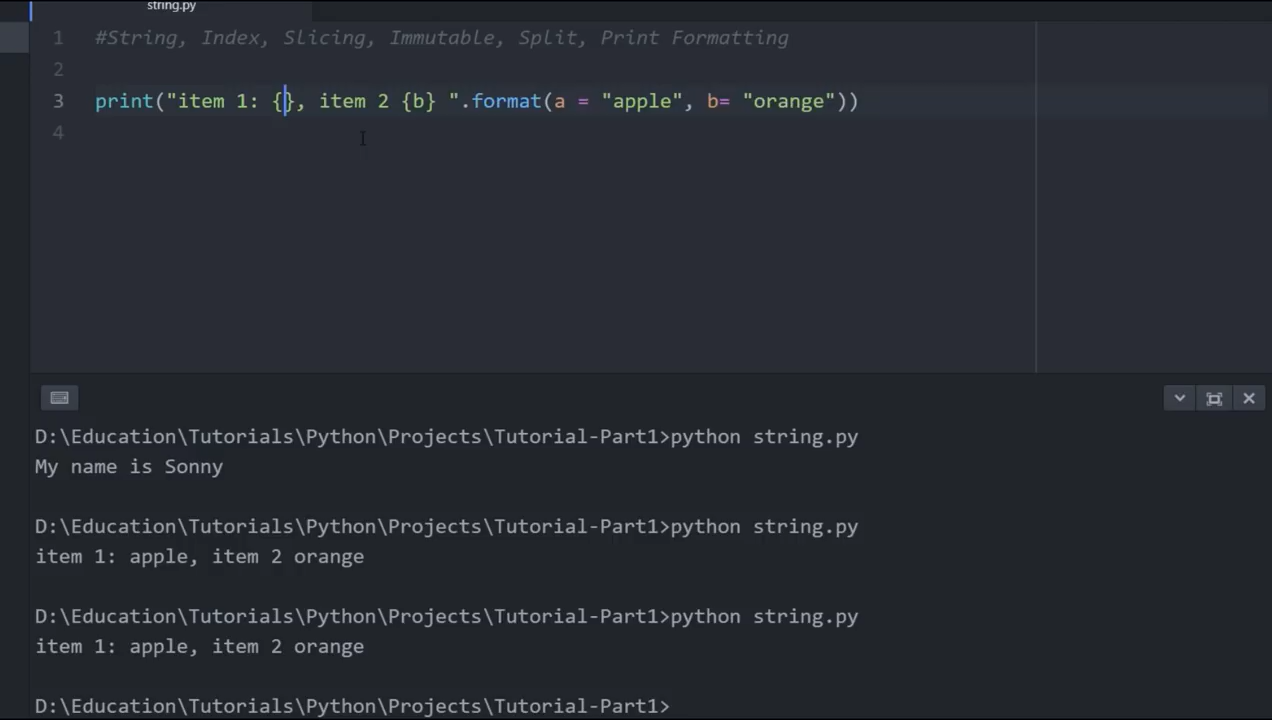 string.py
1 #String, Index, Slicing, Immutable, Split, Print Formatting
2
3 print("item 1: {}, item 2 {b} ".format(a = "apple", b= "orange"))
4
D:\Education\Tutorials\Python\Projects\Tutorial-Part1>python string.py
My name is Sonny
D:\Education\Tutorials\Python\Projects\Tutorial-Part1>python string.py
item 1: apple, item 2 orange
D:\Education\Tutorials\Python\Projects\Tutorial-Part1>python string.py
item 1: apple, item 2 orange
D:\Education\Tutorials\Python\Projects\Tutorial-Part1>